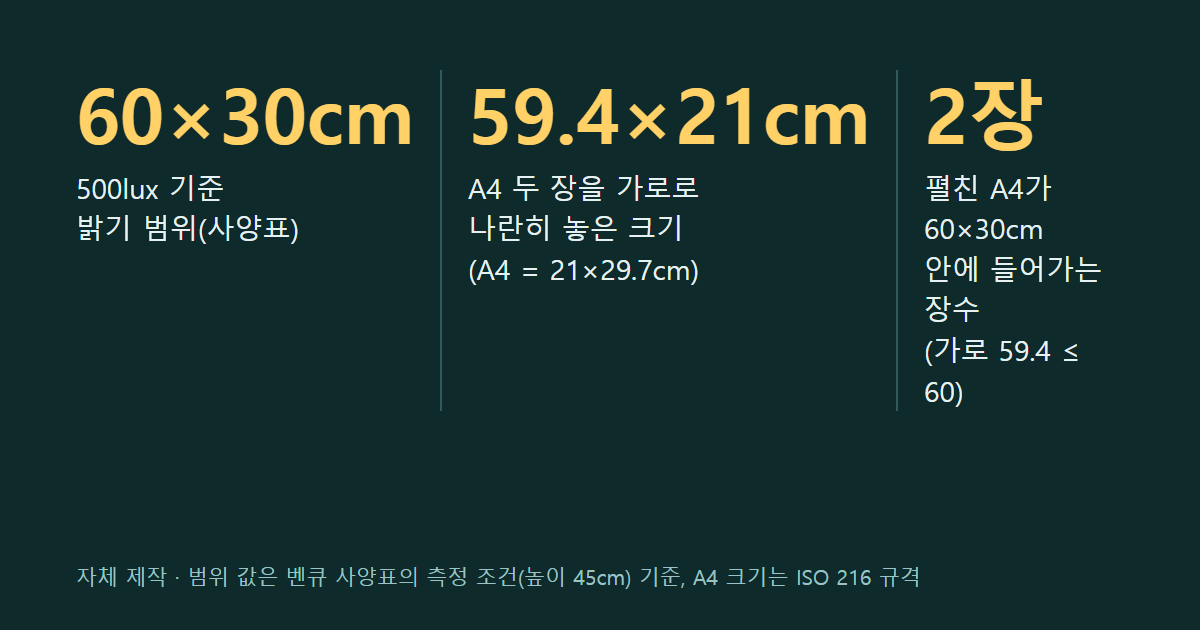 60×30cm
500lux 기준
밝기 범위(사양표)
59.4×21cm
A4 두 장을 가로로
나란히 놓은 크기
(A4 = 21×29.7cm)
2장
펼친 A4가
60×30cm
안에 들어가는
장수
(가로 59.4 ≤
60)
자체 제작 · 범위 값은 벤큐 사양표의 측정 조건(높이 45cm) 기준, A4 크기는 ISO 216 규격